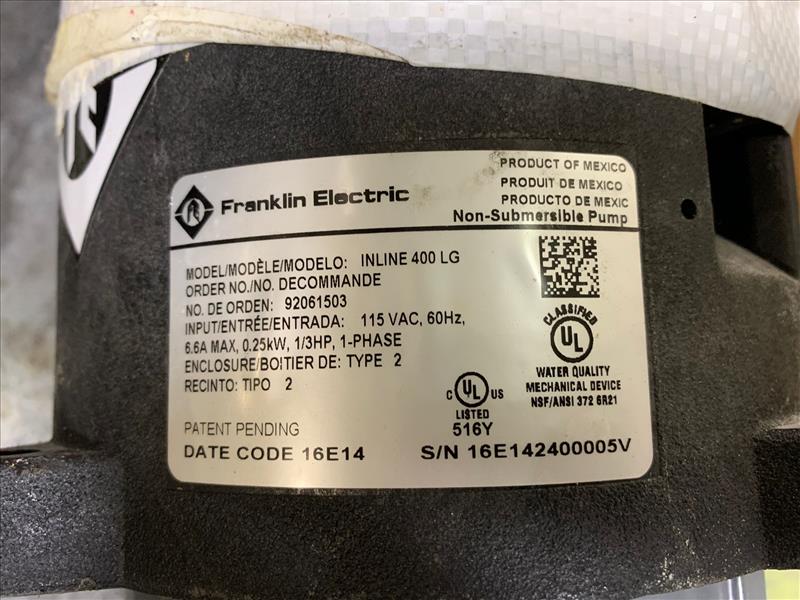 PRODUCT OF MEXICO
PRODUIT DE MEXICO
PRODUCTO DE MEXIC
Non-Submersible Pump
Franklin Electric
MODEL/MODÈLE/MODELO: INLINE 400 LG
ORDER NO./NO. DECOMMANDE
NO. DE ORDEN: 92061503
INPUT/ENTRÉE/ENTRADA: 115 VAC, 60Hz,
6.6A MAX, 0.25kW, 1/3HP, 1-PHASE
ENCLOSURE/BOITIER DE: TYPE 2
RECINTO: TIPO 2
CLASSIFIED
UL
WATER QUALITY
MECHANICAL DEVICE
NSF/ANSI 372 6R21
C UL US
LISTED
516Y
PATENT PENDING
DATE CODE 16E14
S/N 16E142400005V